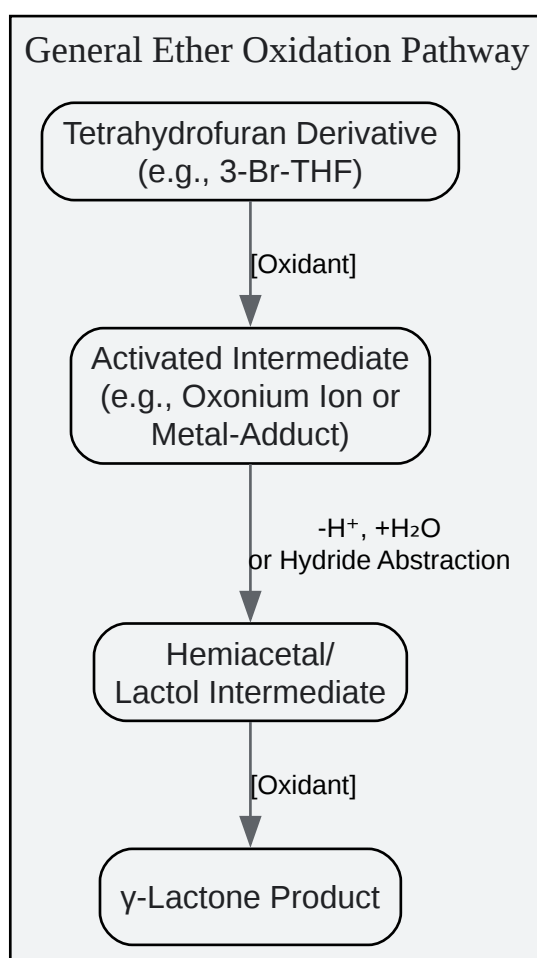 General Ether Oxidation Pathway
Tetrahydrofuran Derivative
(e.g., 3-Br-THF)
[Oxidant]
Activated Intermediate
(e.g., Oxonium Ion or
Metal-Adduct)
-H⁺, +H₂O
or Hydride Abstraction
Hemiacetal/
Lactol Intermediate
[Oxidant]
γ-Lactone Product